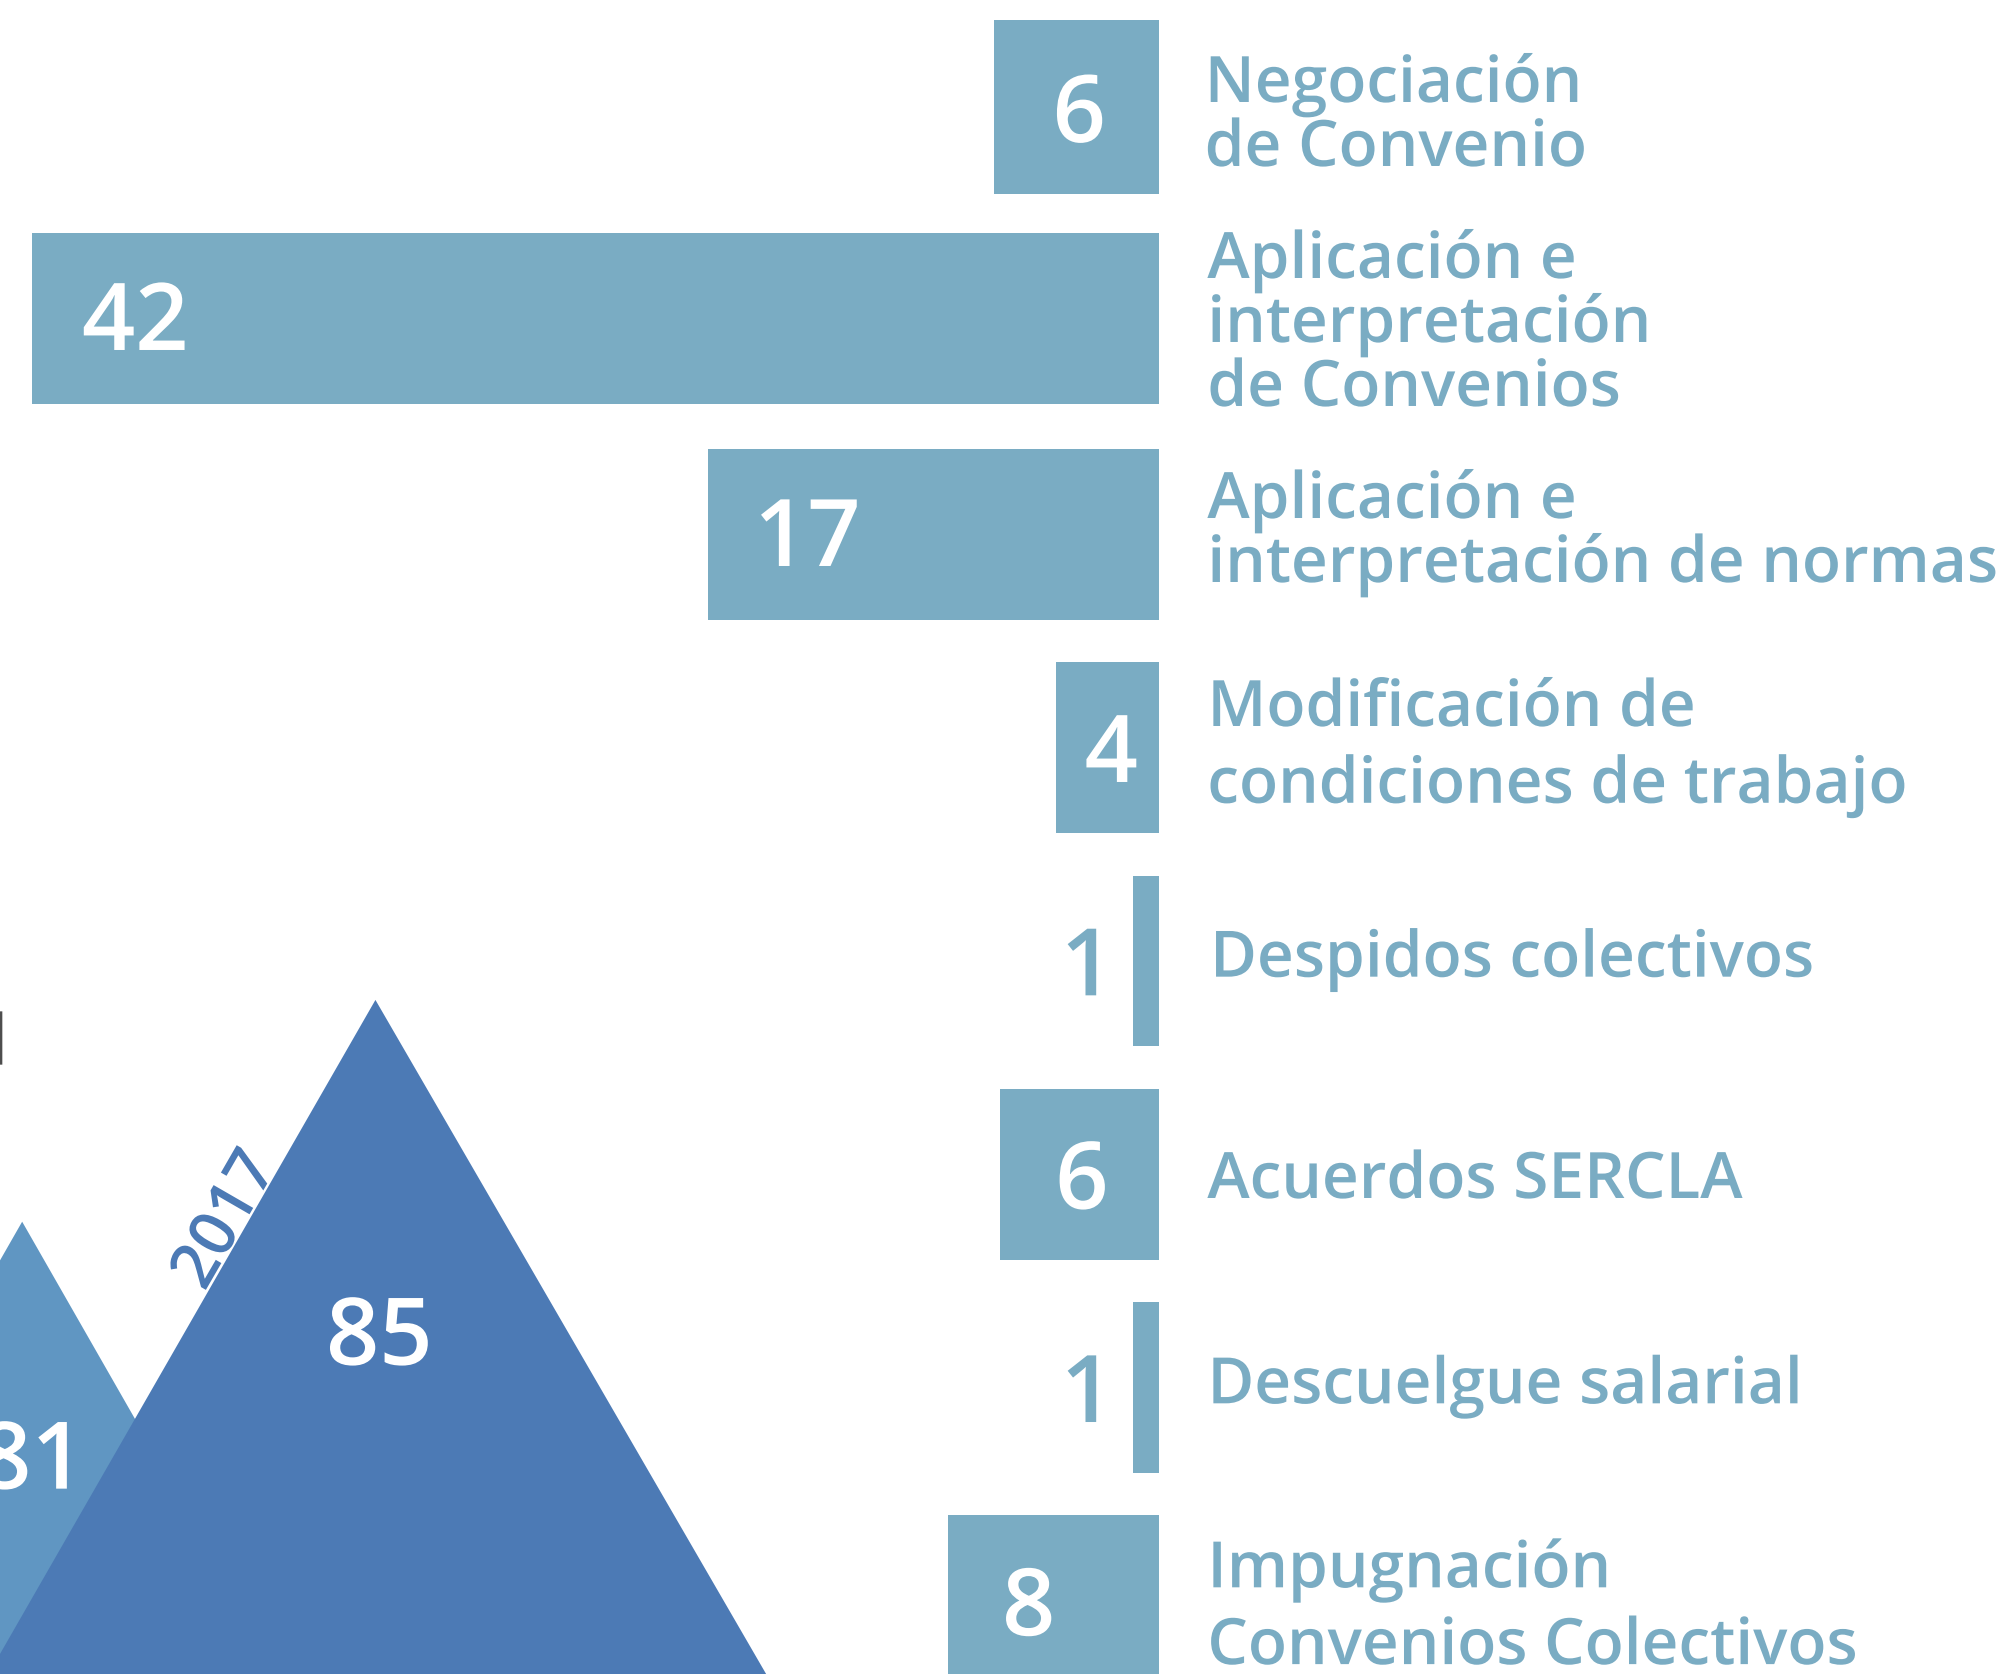 6
Negociación
de Convenio
42
Aplicación e
interpretación
de Convenios
17
Aplicación e
interpretación de normas
4
Modificación de
condiciones de trabajo
1
Despidos colectivos
6
Acuerdos SERCLA
1
Descuelgue salarial
8
Impugnación
Convenios Colectivos
2017
85
81